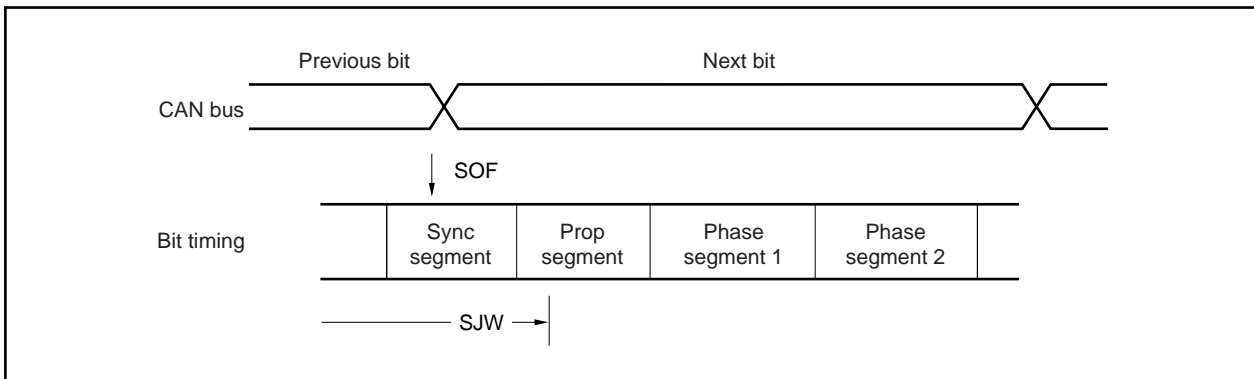 Previous bit
Next bit
CAN bus
SOF
Bit timing
Sync
segment
Prop
segment
Phase
segment 1
Phase
segment 2
SJW